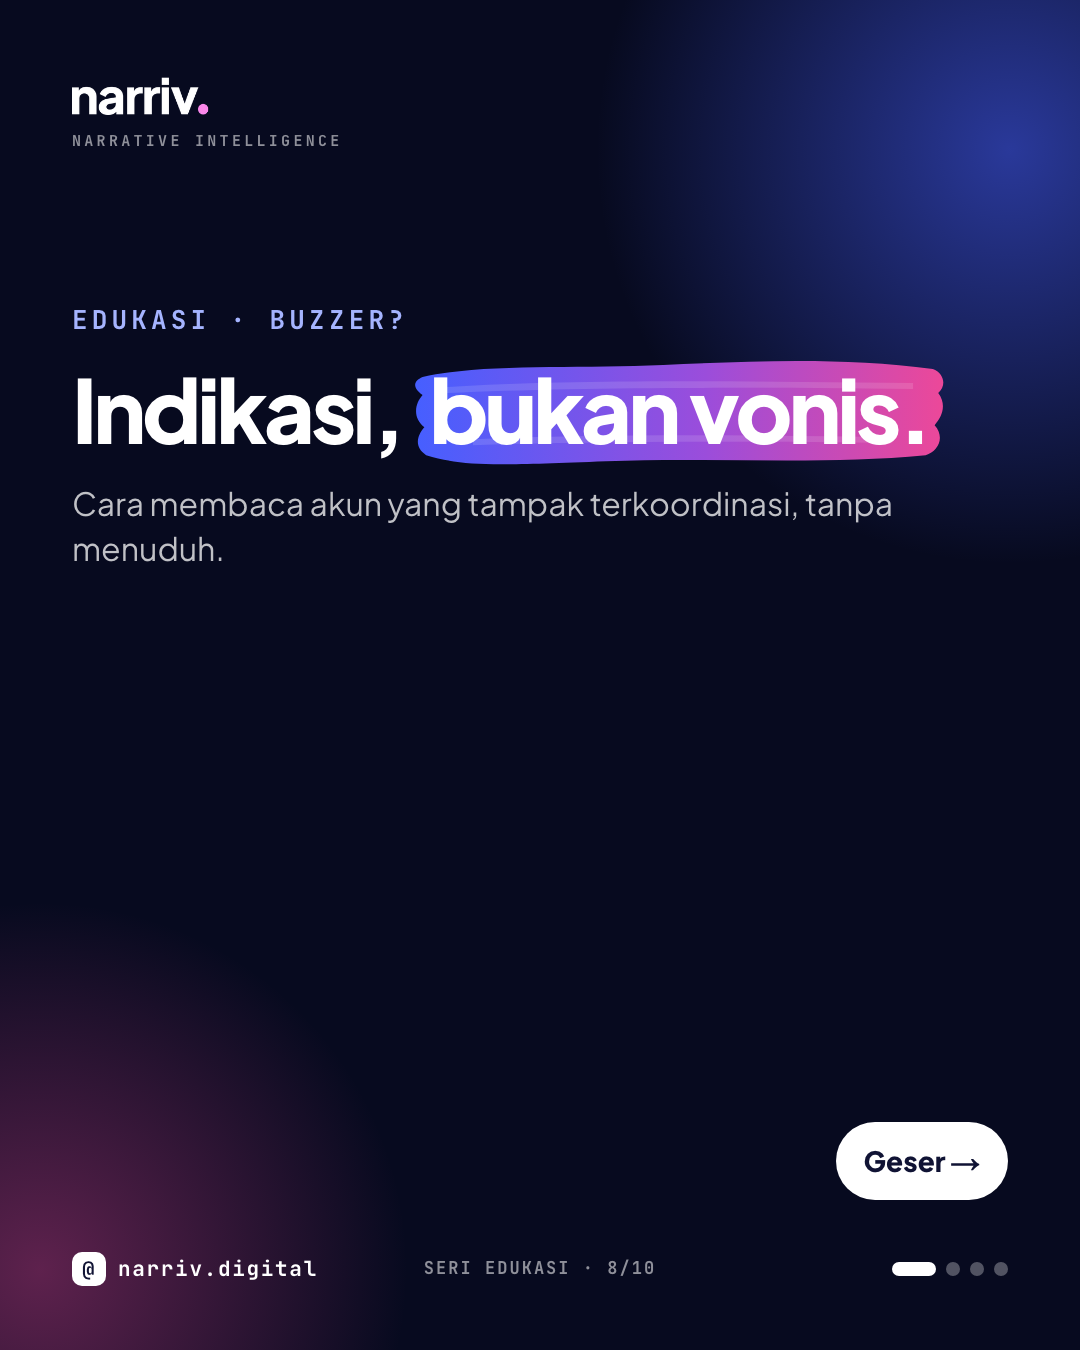 narriv.
NARRATIVE INTELLIGENCE
EDUKASI · BUZZER?
Indikasi, bukan vonis.
Cara membaca akun yang tampak terkoordinasi, tanpa
menuduh.
Geser →
@ narriv.digital
SERI EDUKASI · 8/10